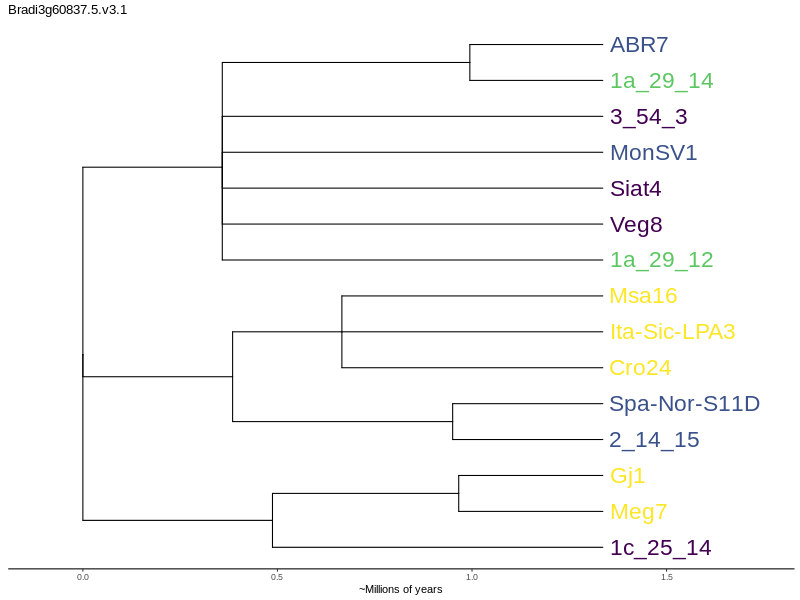 Bradi3g60837.5.v3.1
ABR7
1a_29_14
3_54_3
MonSV1
Siat4
Veg8
1a_29_12
Msa16
Ita-Sic-LPA3
Cro24
Spa-Nor-S11D
2_14_15
Gj1
Meg7
1c_25_14
0.0 0.5 1.0 1.5
~Millions of years